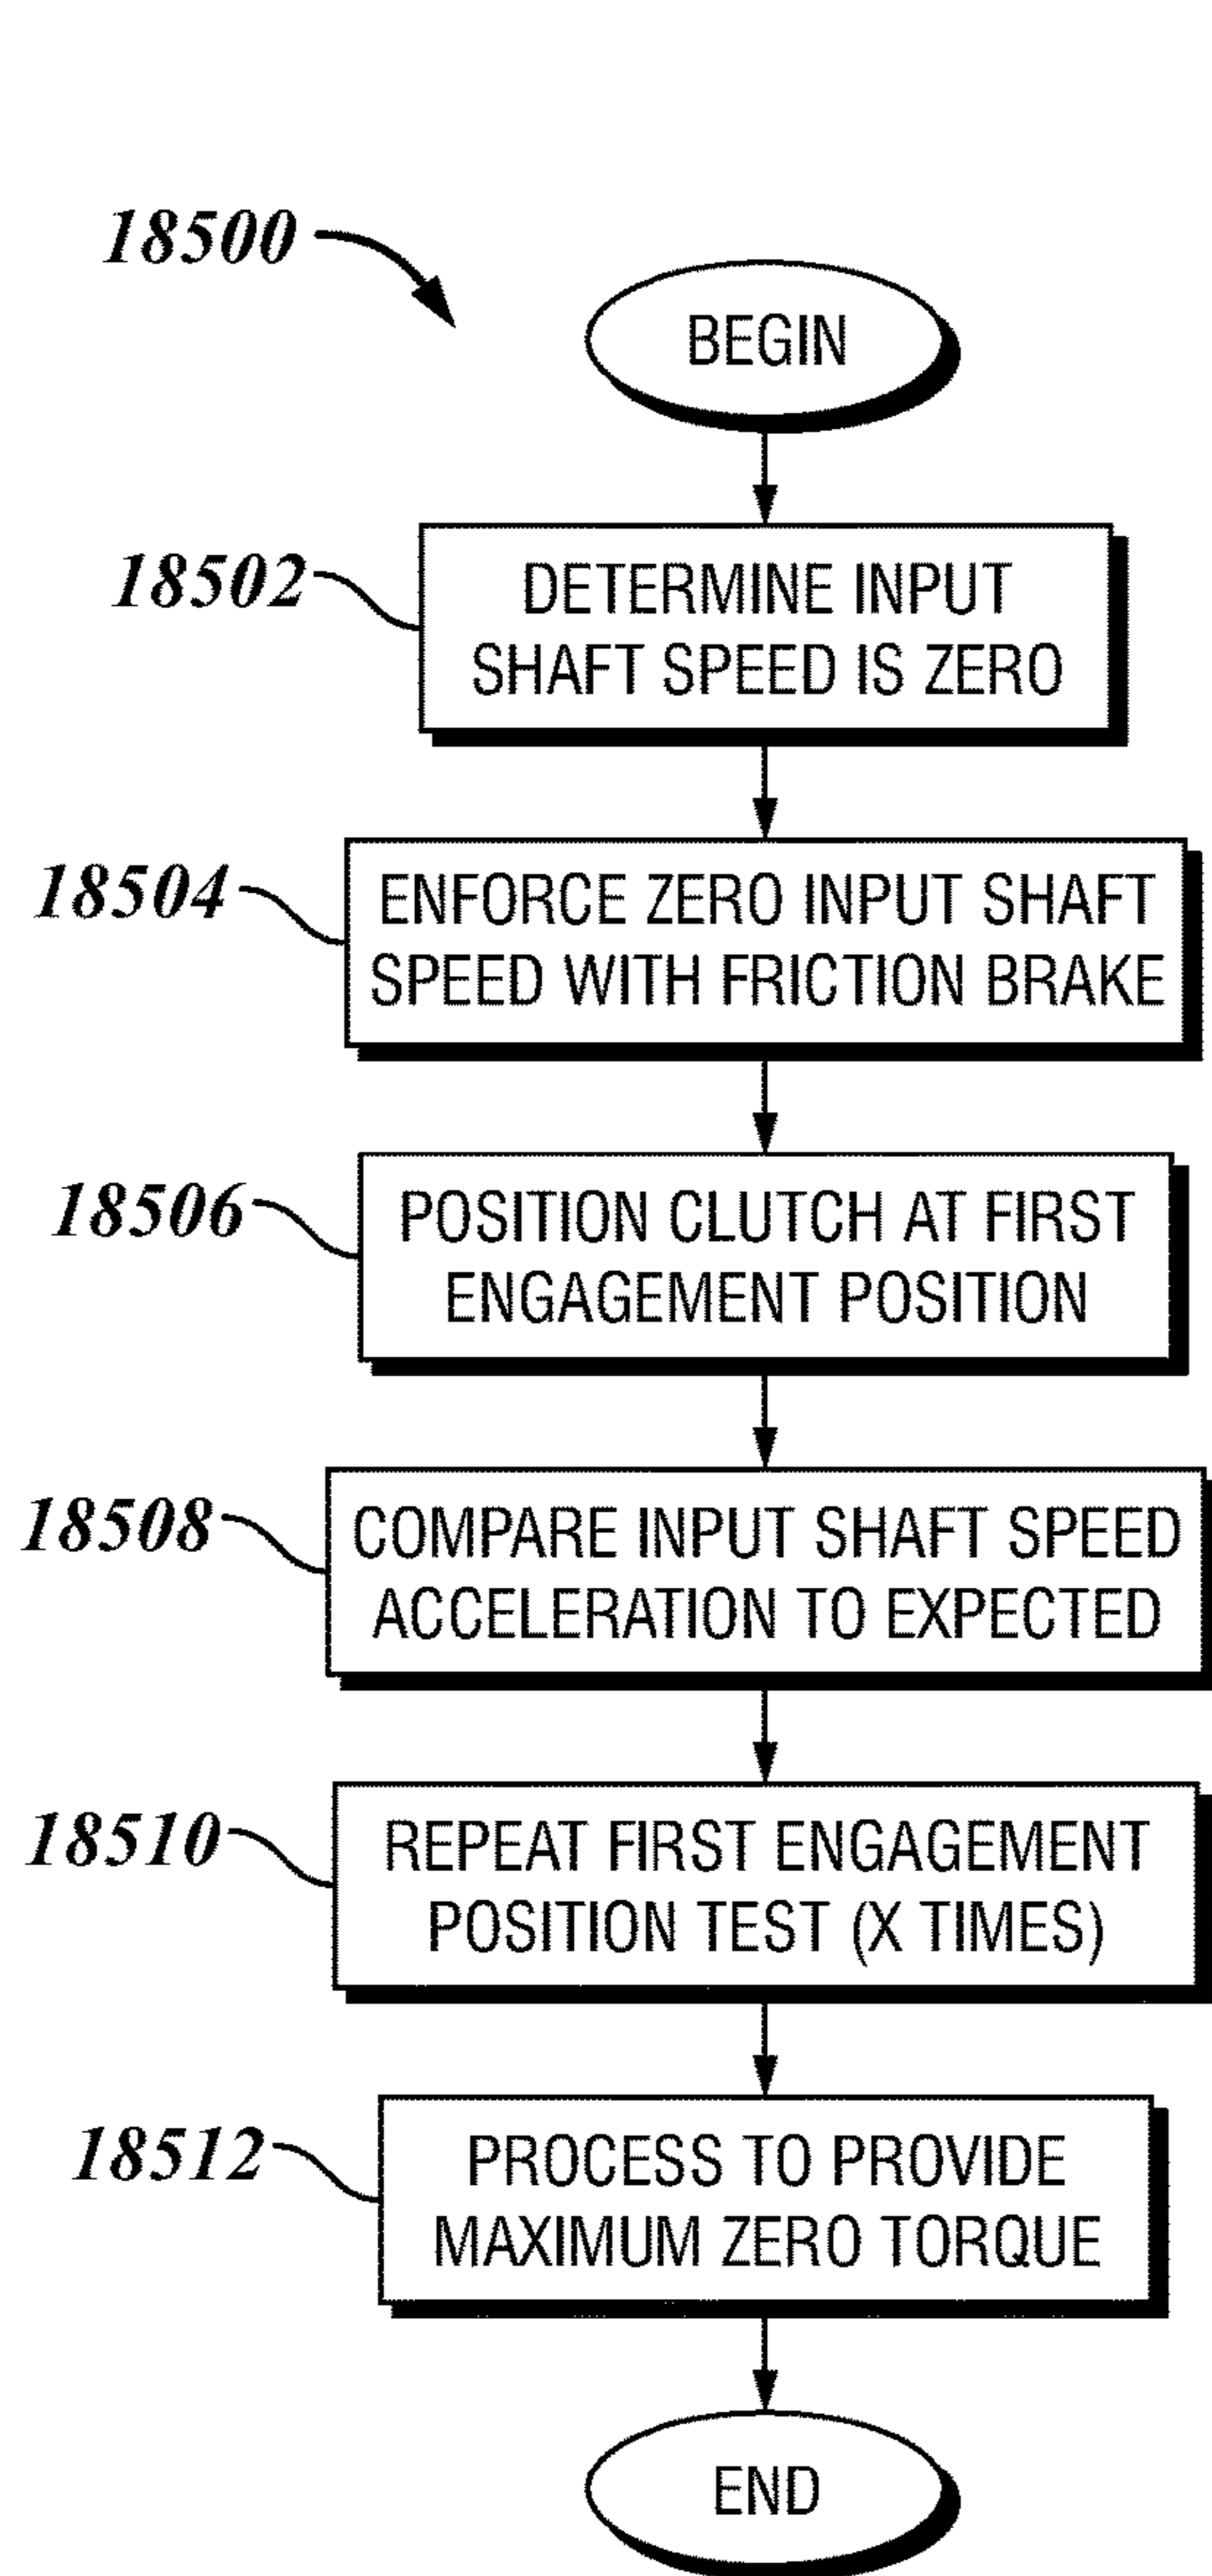 18500
BEGIN
18502
DETERMINE INPUT
SHAFT SPEED IS ZERO
18504
ENFORCE ZERO INPUT SHAFT
SPEED WITH FRICTION BRAKE
18506
POSITION CLUTCH AT FIRST
ENGAGEMENT POSITION
18508
COMPARE INPUT SHAFT SPEED
ACCELERATION TO EXPECTED
18510
REPEAT FIRST ENGAGEMENT
POSITION TEST (X TIMES)
18512
PROCESS TO PROVIDE
MAXIMUM ZERO TORQUE
END